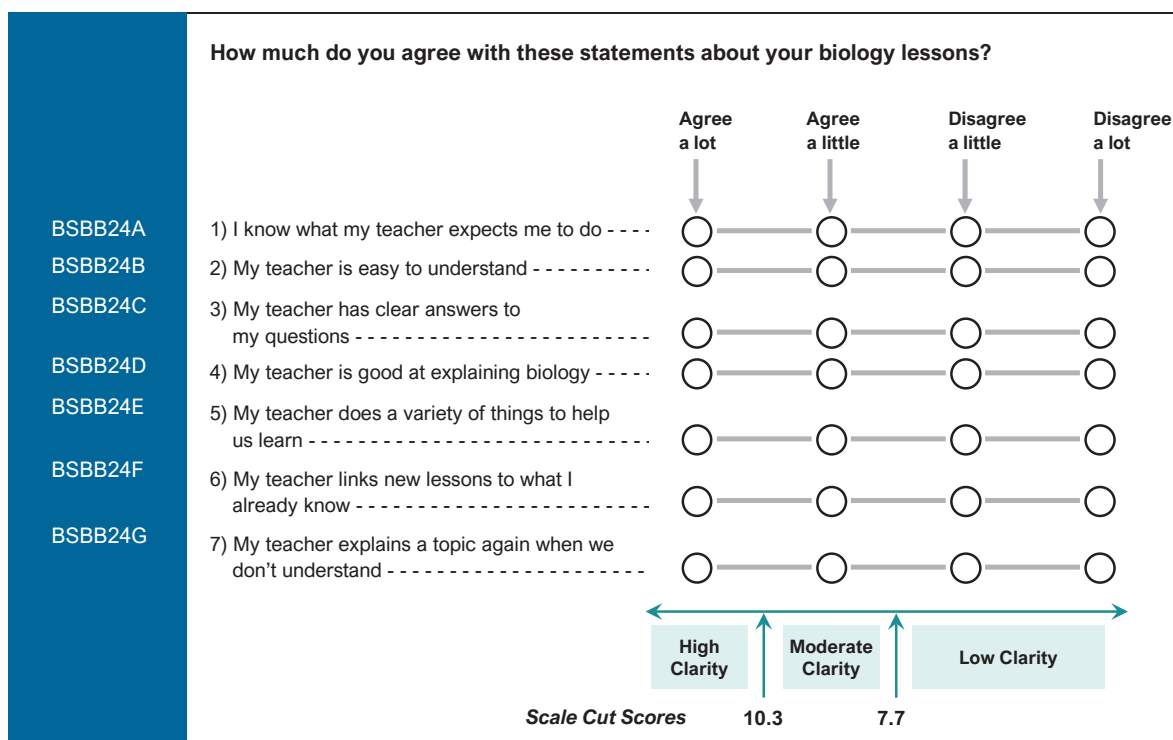 How much do you agree with these statements about your biology lessons?
Agree a lot
Agree a little
Disagree a little
Disagree a lot
BSBB24A 1) I know what my teacher expects me to do - - - -
BSBB24B 2) My teacher is easy to understand - - - - - - - - - -
BSBB24C 3) My teacher has clear answers to
my questions - - - - - - - - - - - - - - - - - - - - - - - - -
BSBB24D 4) My teacher is good at explaining biology - - - - -
BSBB24E 5) My teacher does a variety of things to help
us learn - - - - - - - - - - - - - - - - - - - - - - - - - - - - -
BSBB24F 6) My teacher links new lessons to what I
already know - - - - - - - - - - - - - - - - - - - - - - - - -
BSBB24G 7) My teacher explains a topic again when we
don’t understand - - - - - - - - - - - - - - - - - - - - - -
High Clarity
Moderate Clarity
Low Clarity
Scale Cut Scores 10.3 7.7